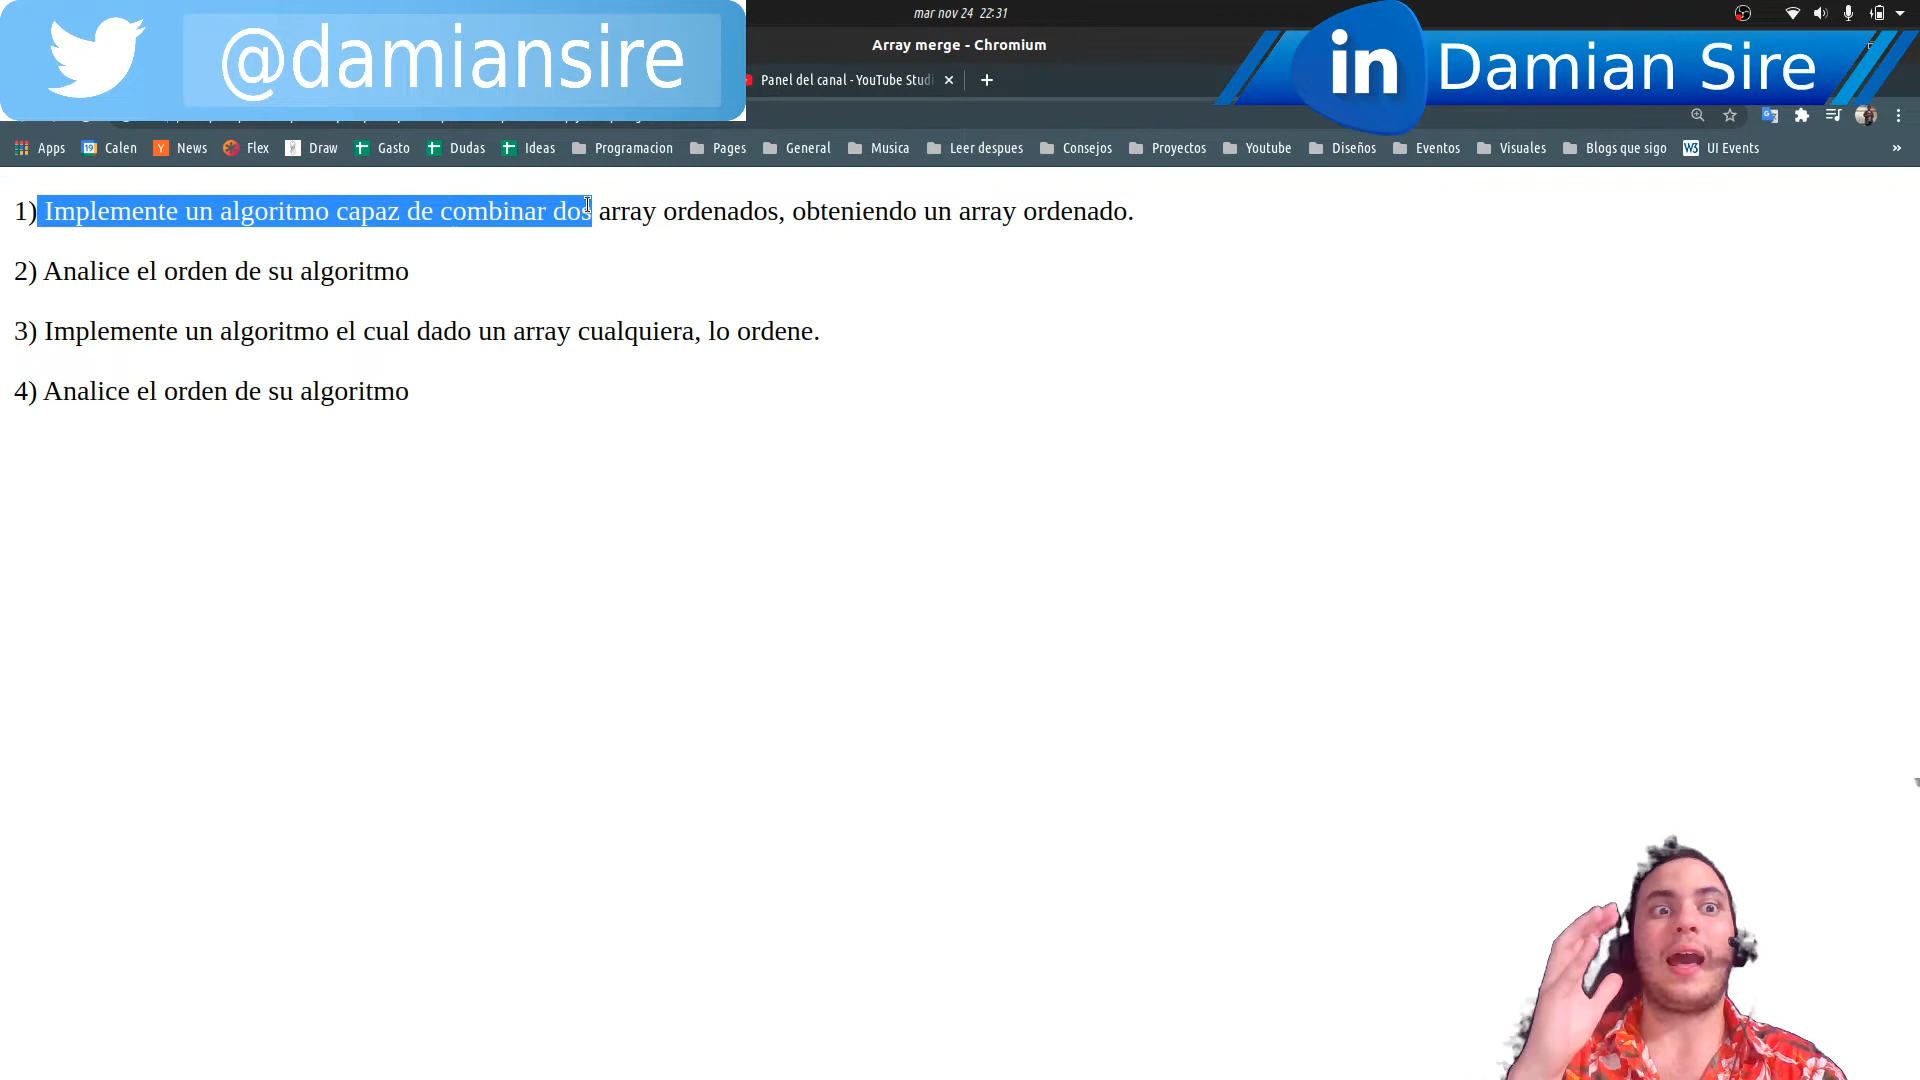 @damiansire
mar nov 24 22:31
Array merge - Chromium
Panel del canal - YouTube Studi
in Damian Sire
Apps Calen News Flex Draw Gasto Dudas Ideas Programacion Pages General Musica Leer despues Consejos Proyectos Youtube Diseños Eventos Visuales Blogs que sigo UI Events »
1) Implemente un algoritmo capaz de combinar dos array ordenados, obteniendo un array ordenado.
2) Analice el orden de su algoritmo
3) Implemente un algoritmo el cual dado un array cualquiera, lo ordene.
4) Analice el orden de su algoritmo